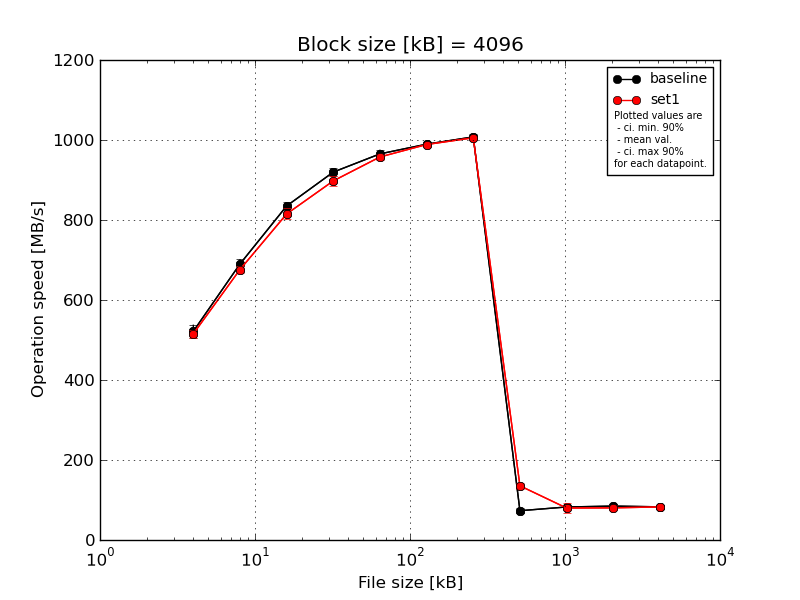 Block size [kB] = 4096
1200
1000
800
600
400
200
0
Operation speed [MB/s]
baseline
set1
Plotted values are
- ci. min. 90%
- mean val.
- ci. max 90%
for each datapoint.
10^0 10^1 10^2 10^3 10^4
File size [kB]